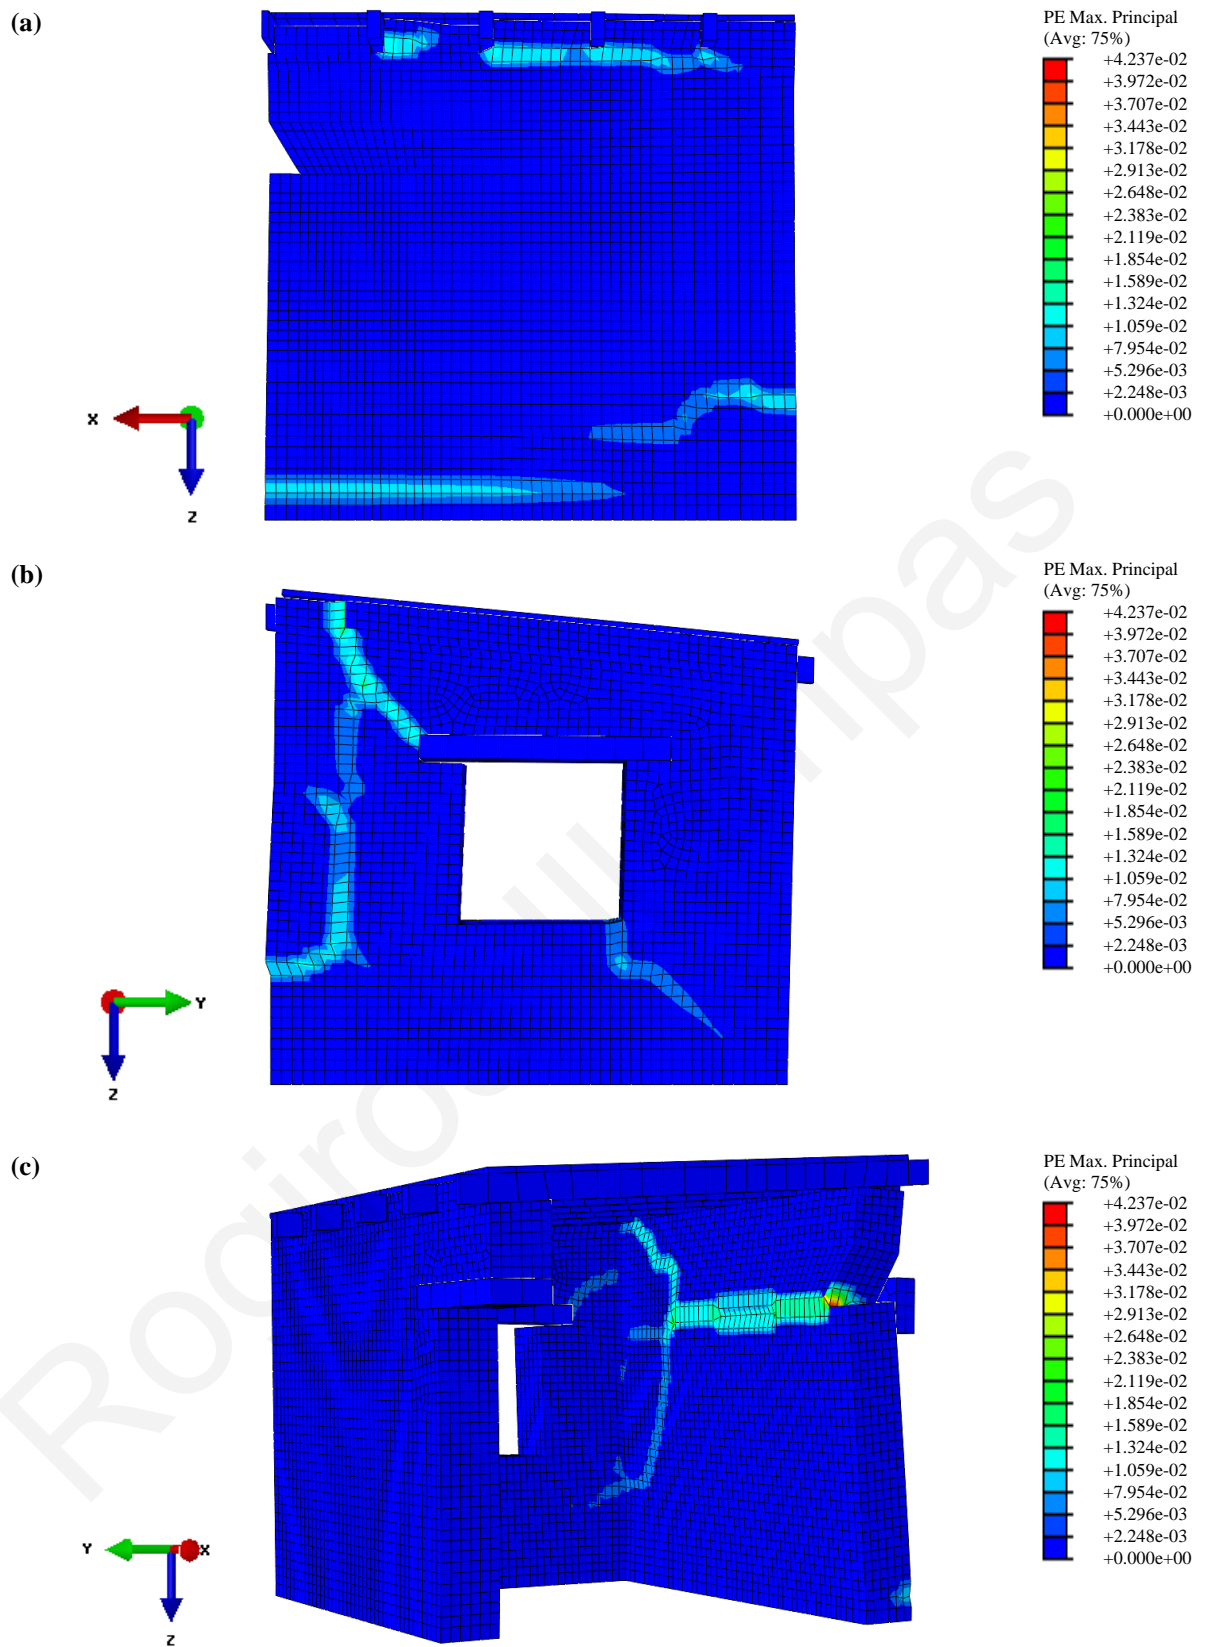 (a)
PE Max. Principal
(Avg: 75%)
+4.237e-02
+3.972e-02
+3.707e-02
+3.443e-02
+3.178e-02
+2.913e-02
+2.648e-02
+2.383e-02
+2.119e-02
+1.854e-02
+1.589e-02
+1.324e-02
+1.059e-02
+7.954e-02
+5.296e-03
+2.248e-03
+0.000e+00
X
Z
(b)
PE Max. Principal
(Avg: 75%)
+4.237e-02
+3.972e-02
+3.707e-02
+3.443e-02
+3.178e-02
+2.913e-02
+2.648e-02
+2.383e-02
+2.119e-02
+1.854e-02
+1.589e-02
+1.324e-02
+1.059e-02
+7.954e-02
+5.296e-03
+2.248e-03
+0.000e+00
Y
Z
(c)
PE Max. Principal
(Avg: 75%)
+4.237e-02
+3.972e-02
+3.707e-02
+3.443e-02
+3.178e-02
+2.913e-02
+2.648e-02
+2.383e-02
+2.119e-02
+1.854e-02
+1.589e-02
+1.324e-02
+1.059e-02
+7.954e-02
+5.296e-03
+2.248e-03
+0.000e+00
Y X
Z